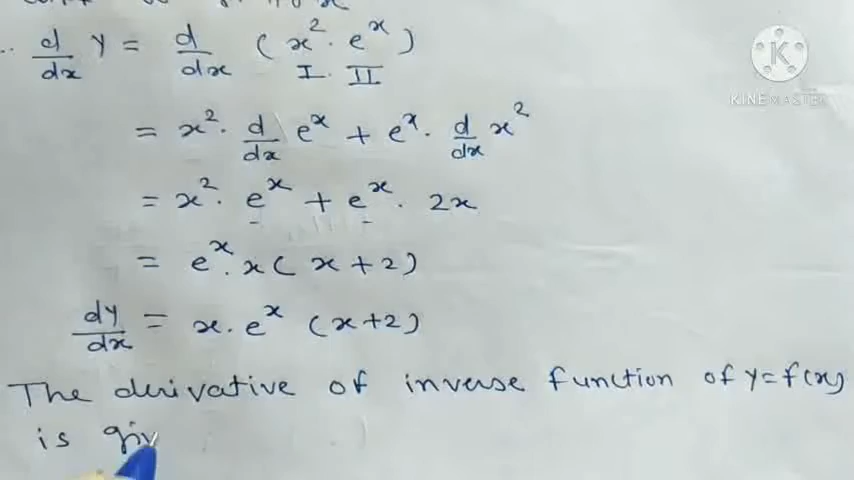 ∴ d/dx y = d/dx (x² · eˣ)
I II
= x² · d/dx eˣ + eˣ · d/dx x²
= x² · eˣ + eˣ · 2x
= eˣ · x (x+2)
dy/dx = x · eˣ (x+2)
The derivative of inverse function of y=f(x)
is giv
KINEMASTER